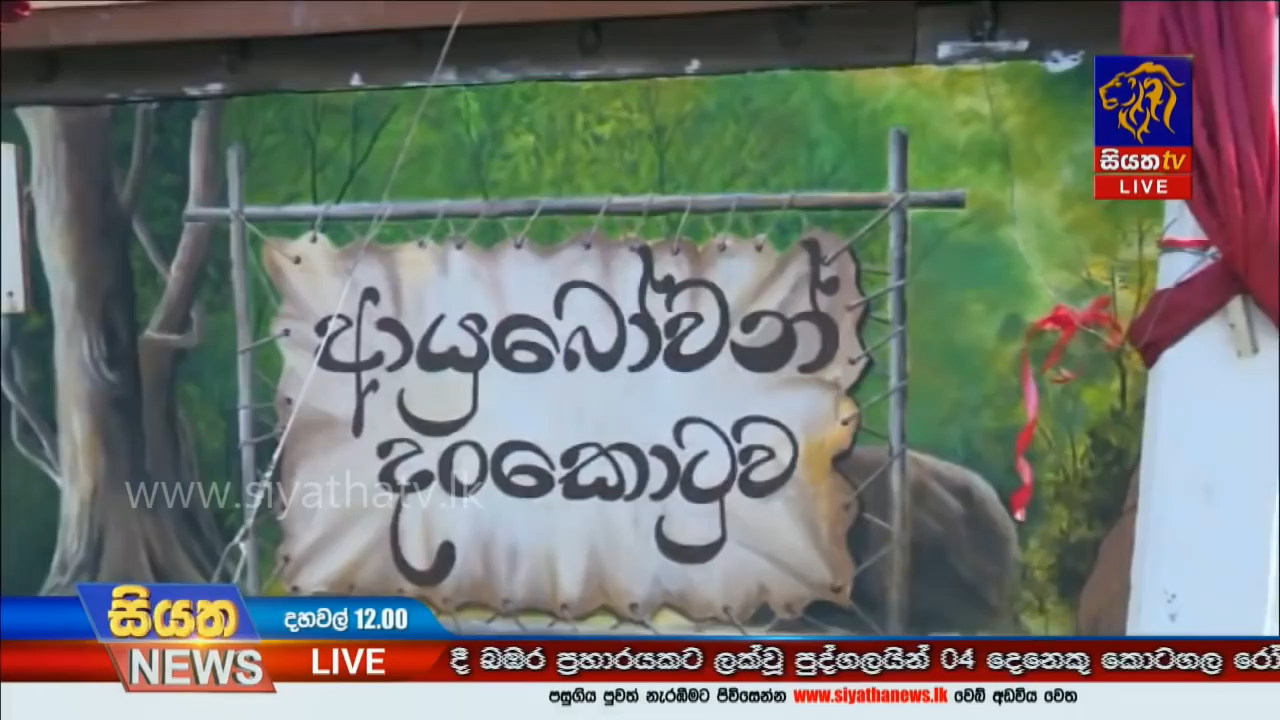 සියත tv
LIVE
ආයුබෝවන්
දංකොටුව
www.siyathatv.lk
සියත
දහවල් 12.00
NEWS
LIVE
දී බඹර ප්‍රහාරයකට ලක්වූ පුද්ගලයින් 04 දෙනෙකු කොටගල
පසුගිය පුවත් නැරඹීමට පිවිසෙන්න www.siyathanews.lk වෙබ් අඩවිය වෙත